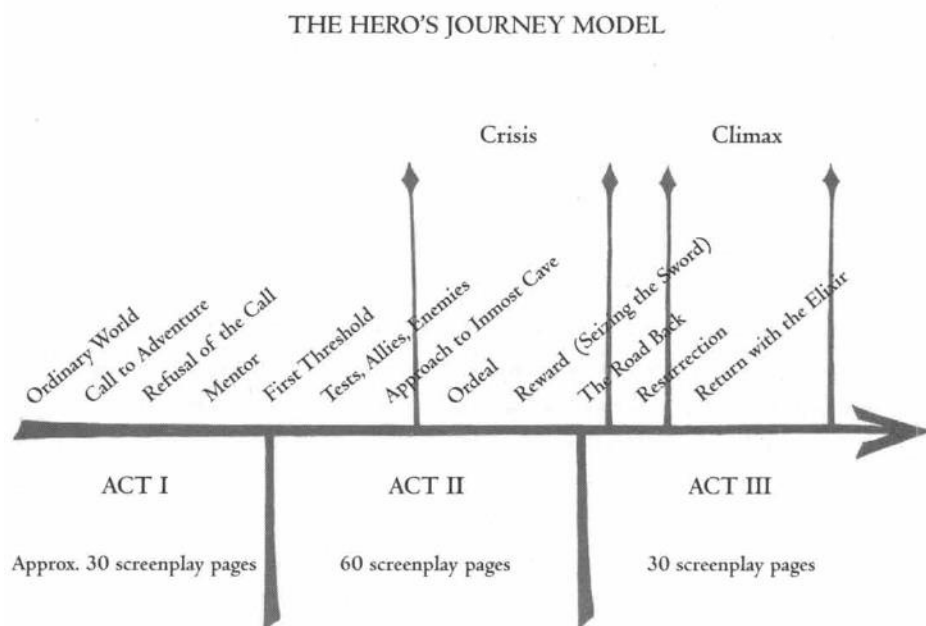 THE HERO'S JOURNEY MODEL
Crisis
Climax
Ordinary World
Call to Adventure
Refusal of the Call
Mentor
First Threshold
Tests, Allies, Enemies
Approach to Inmost Cave
Ordeal
Reward (Seizing the Sword)
The Road Back
Resurrection
Return with the Elixir
ACT I
ACT II
ACT III
Approx. 30 screenplay pages
60 screenplay pages
30 screenplay pages